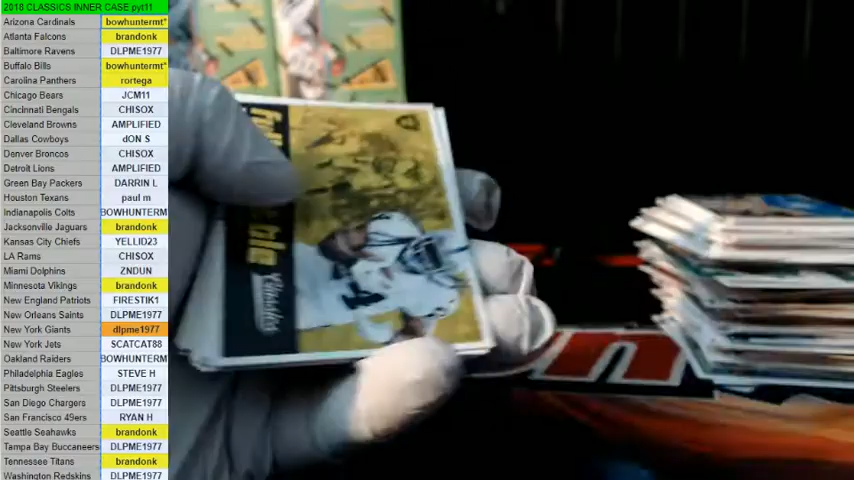 2018 CLASSICS INNER CASE pyt11
Arizona Cardinals bowhuntermt*
Atlanta Falcons brandonk
Baltimore Ravens DLPME1977
Buffalo Bills bowhuntermt*
Carolina Panthers rortega
Chicago Bears JCM11
Cincinnati Bengals CHISOX
Cleveland Browns AMPLIFIED
Dallas Cowboys dON S
Denver Broncos CHISOX
Detroit Lions AMPLIFIED
Green Bay Packers DARRIN L
Houston Texans paul m
Indianapolis Colts BOWHUNTERM
Jacksonville Jaguars brandonk
Kansas City Chiefs YELLID23
LA Rams CHISOX
Miami Dolphins ZNDUN
Minnesota Vikings brandonk
New England Patriots FIRESTIK1
New Orleans Saints DLPME1977
New York Giants dlpme1977
New York Jets SCATCAT88
Oakland Raiders BOWHUNTERM
Philadelphia Eagles STEVE H
Pittsburgh Steelers DLPME1977
San Diego Chargers DLPME1977
San Francisco 49ers RYAN H
Seattle Seahawks brandonk
Tampa Bay Buccaneers DLPME1977
Tennessee Titans brandonk
Washington Redskins DLPME1977
Classics